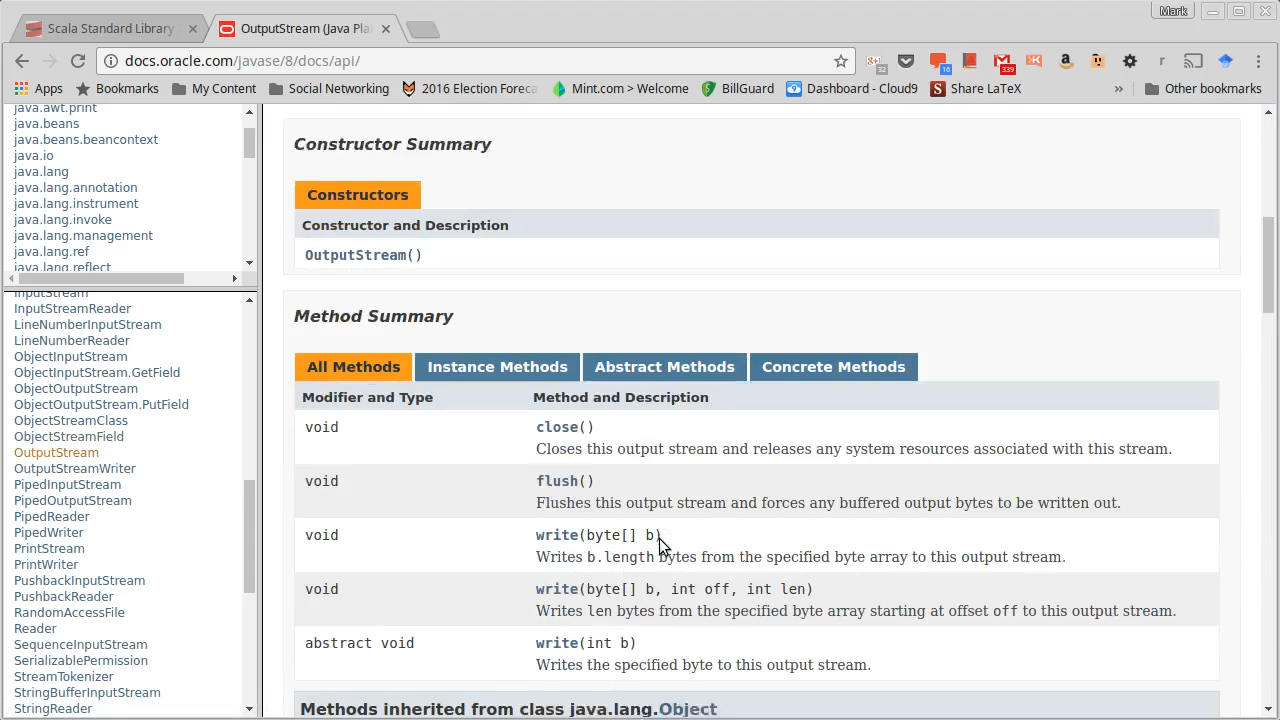 Mark
Scala Standard Library
OutputStream (Java Pla
docs.oracle.com/javase/8/docs/api/
32
16
339
r
Apps
Bookmarks
My Content
Social Networking
2016 Election Foreca
Mint.com > Welcome
BillGuard
Dashboard - Cloud9
Share LaTeX
»
Other bookmarks
java.awt.print
java.beans
java.beans.beancontext
java.io
java.lang
java.lang.annotation
java.lang.instrument
java.lang.invoke
java.lang.management
java.lang.ref
java.lang.reflect
InputStream
InputStreamReader
LineNumberInputStream
LineNumberReader
ObjectInputStream
ObjectInputStream.GetField
ObjectOutputStream
ObjectOutputStream.PutField
ObjectStreamClass
ObjectStreamField
OutputStream
OutputStreamWriter
PipedInputStream
PipedOutputStream
PipedReader
PipedWriter
PrintStream
PrintWriter
PushbackInputStream
PushbackReader
RandomAccessFile
Reader
SequenceInputStream
SerializablePermission
StreamTokenizer
StringBufferInputStream
StringReader
Constructor Summary
Constructors
Constructor and Description
OutputStream()
Method Summary
All Methods Instance Methods Abstract Methods Concrete Methods
Modifier and Type Method and Description
void close()
Closes this output stream and releases any system resources associated with this stream.
void flush()
Flushes this output stream and forces any buffered output bytes to be written out.
void write(byte[] b)
Writes b.length bytes from the specified byte array to this output stream.
void write(byte[] b, int off, int len)
Writes len bytes from the specified byte array starting at offset off to this output stream.
abstract void write(int b)
Writes the specified byte to this output stream.
Methods inherited from class java.lang.Object